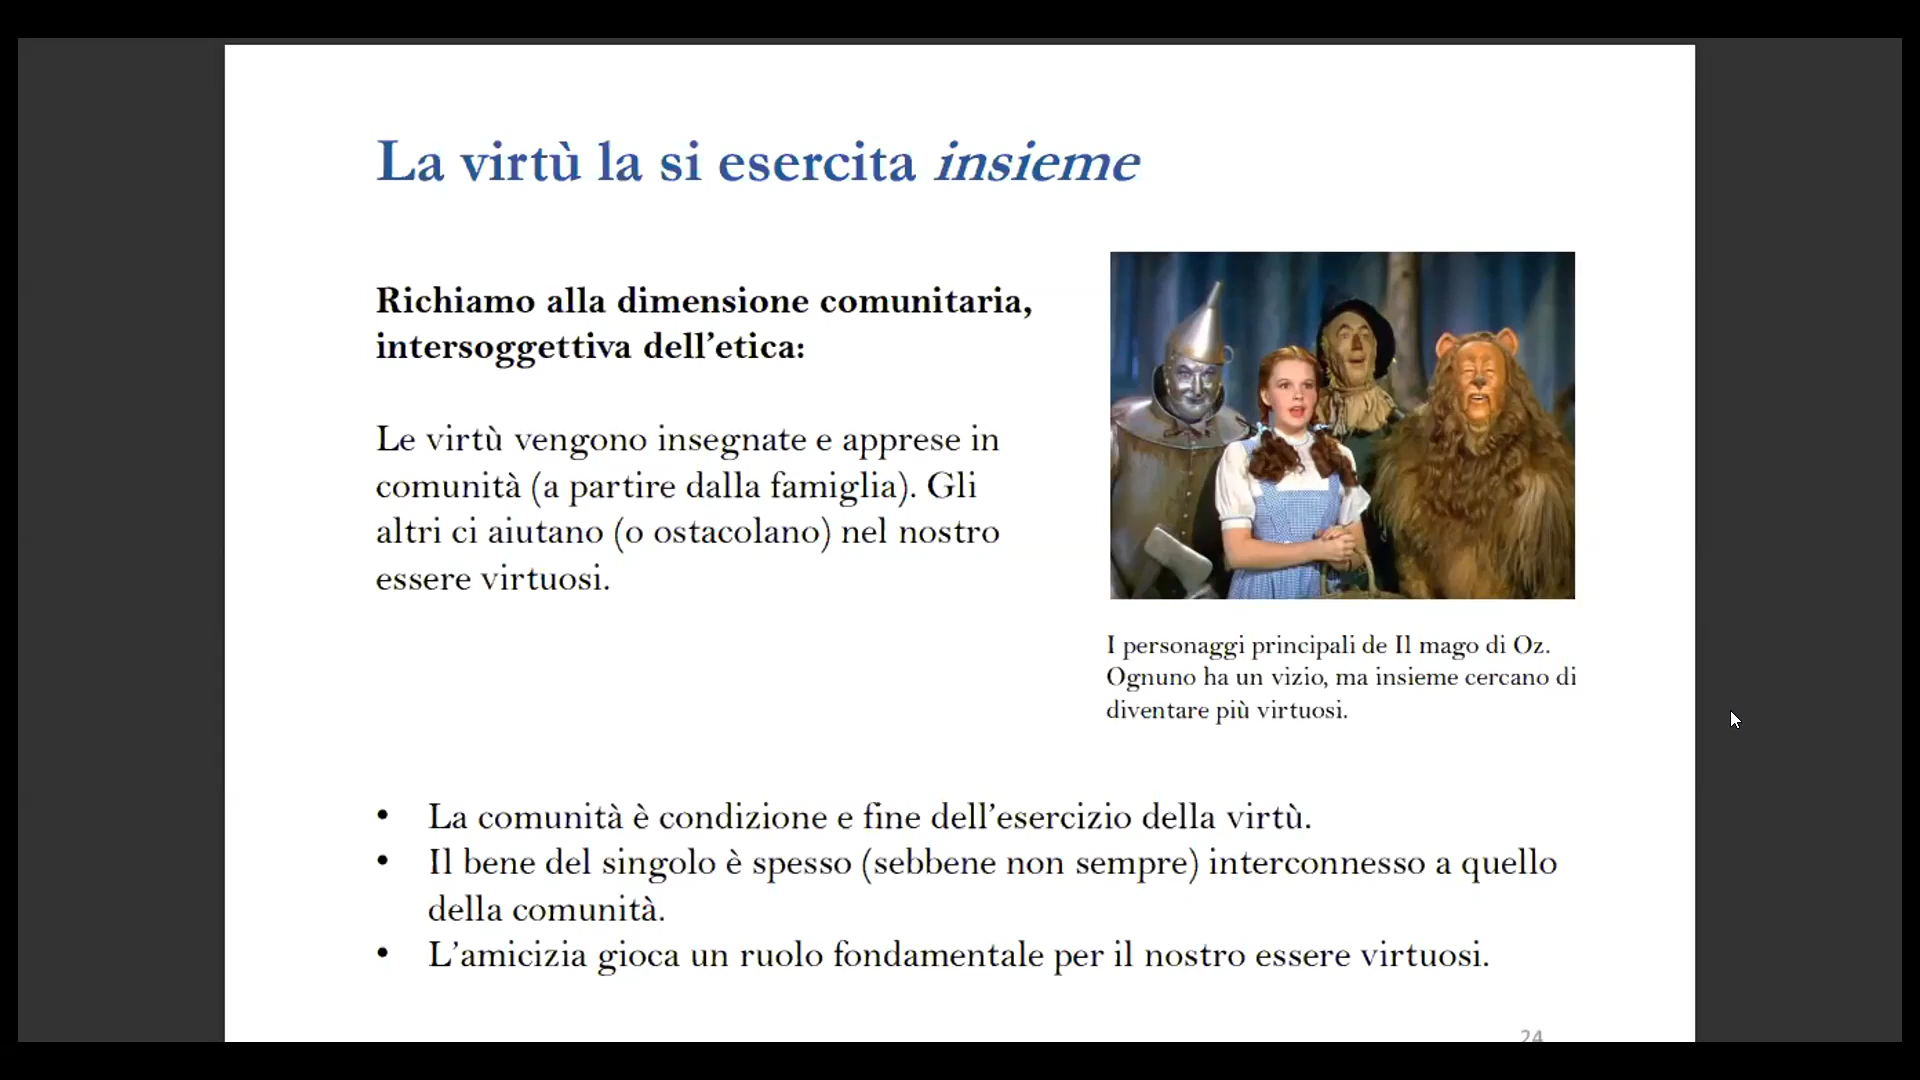 La virtù la si esercita insieme
Richiamo alla dimensione comunitaria,
intersoggettiva dell’etica:
Le virtù vengono insegnate e apprese in
comunità (a partire dalla famiglia). Gli
altri ci aiutano (o ostacolano) nel nostro
essere virtuosi.
I personaggi principali de Il mago di Oz.
Ognuno ha un vizio, ma insieme cercano di
diventare più virtuosi.
• La comunità è condizione e fine dell’esercizio della virtù.
• Il bene del singolo è spesso (sebbene non sempre) interconnesso a quello
della comunità.
• L’amicizia gioca un ruolo fondamentale per il nostro essere virtuosi.
24